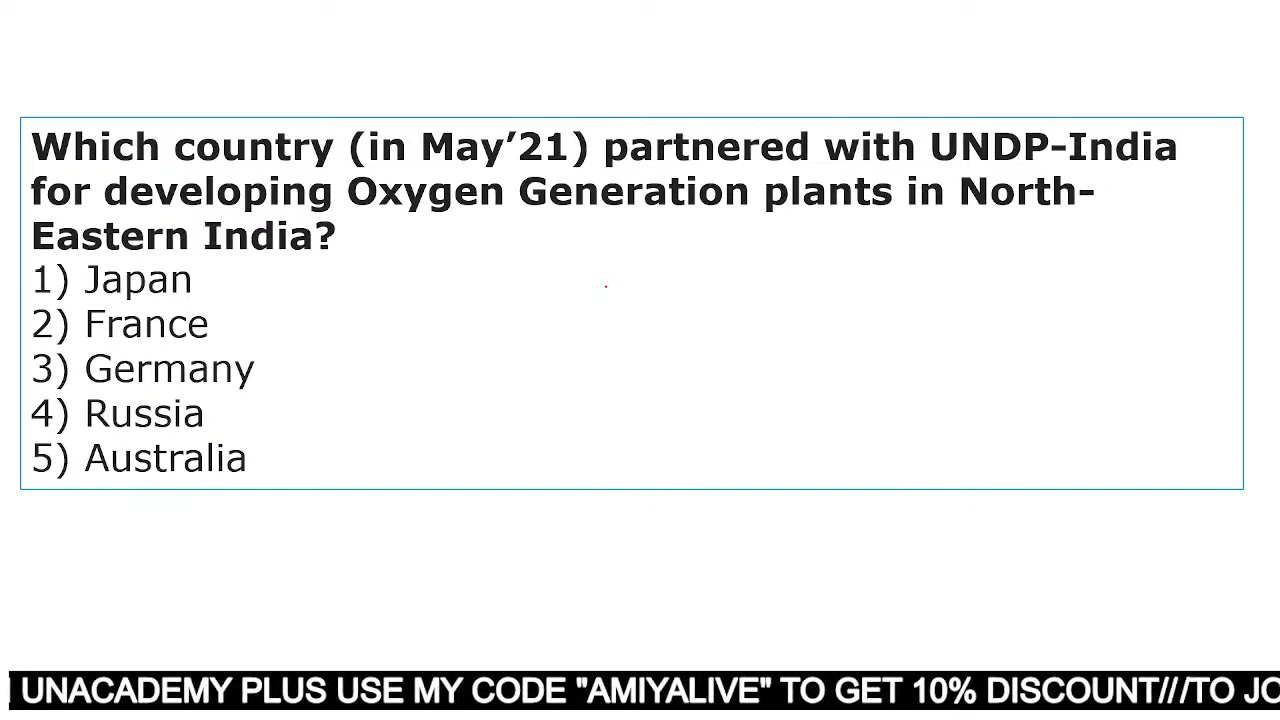 Which country (in May’21) partnered with UNDP-India
for developing Oxygen Generation plants in North-
Eastern India?
1) Japan
2) France
3) Germany
4) Russia
5) Australia
UNACADEMY PLUS USE MY CODE "AMIYALIVE" TO GET 10% DISCOUNT///TO JO